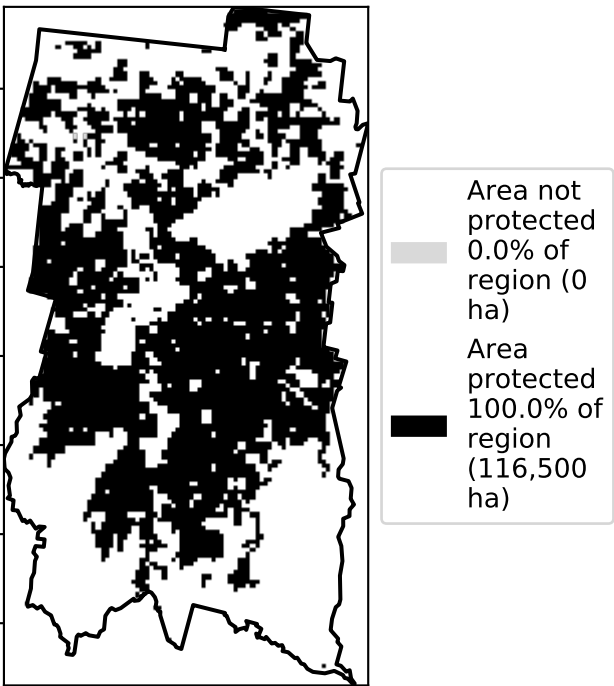 Area not
protected
0.0% of
region (0
ha)
Area
protected
100.0% of
region
(116,500
ha)